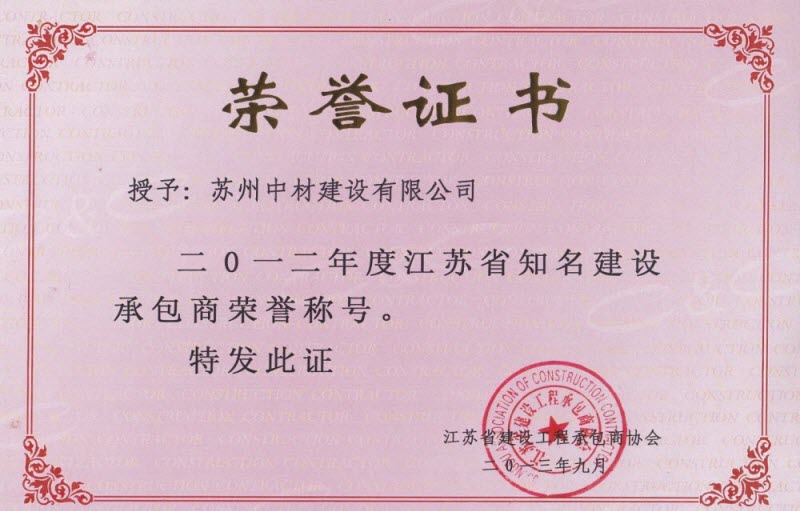 荣誉证书
授予：苏州中材建设有限公司
二0一二年度江苏省知名建设
承包商荣誉称号。
特发此证
江苏省建设工程承包商协会
二0一三年九月